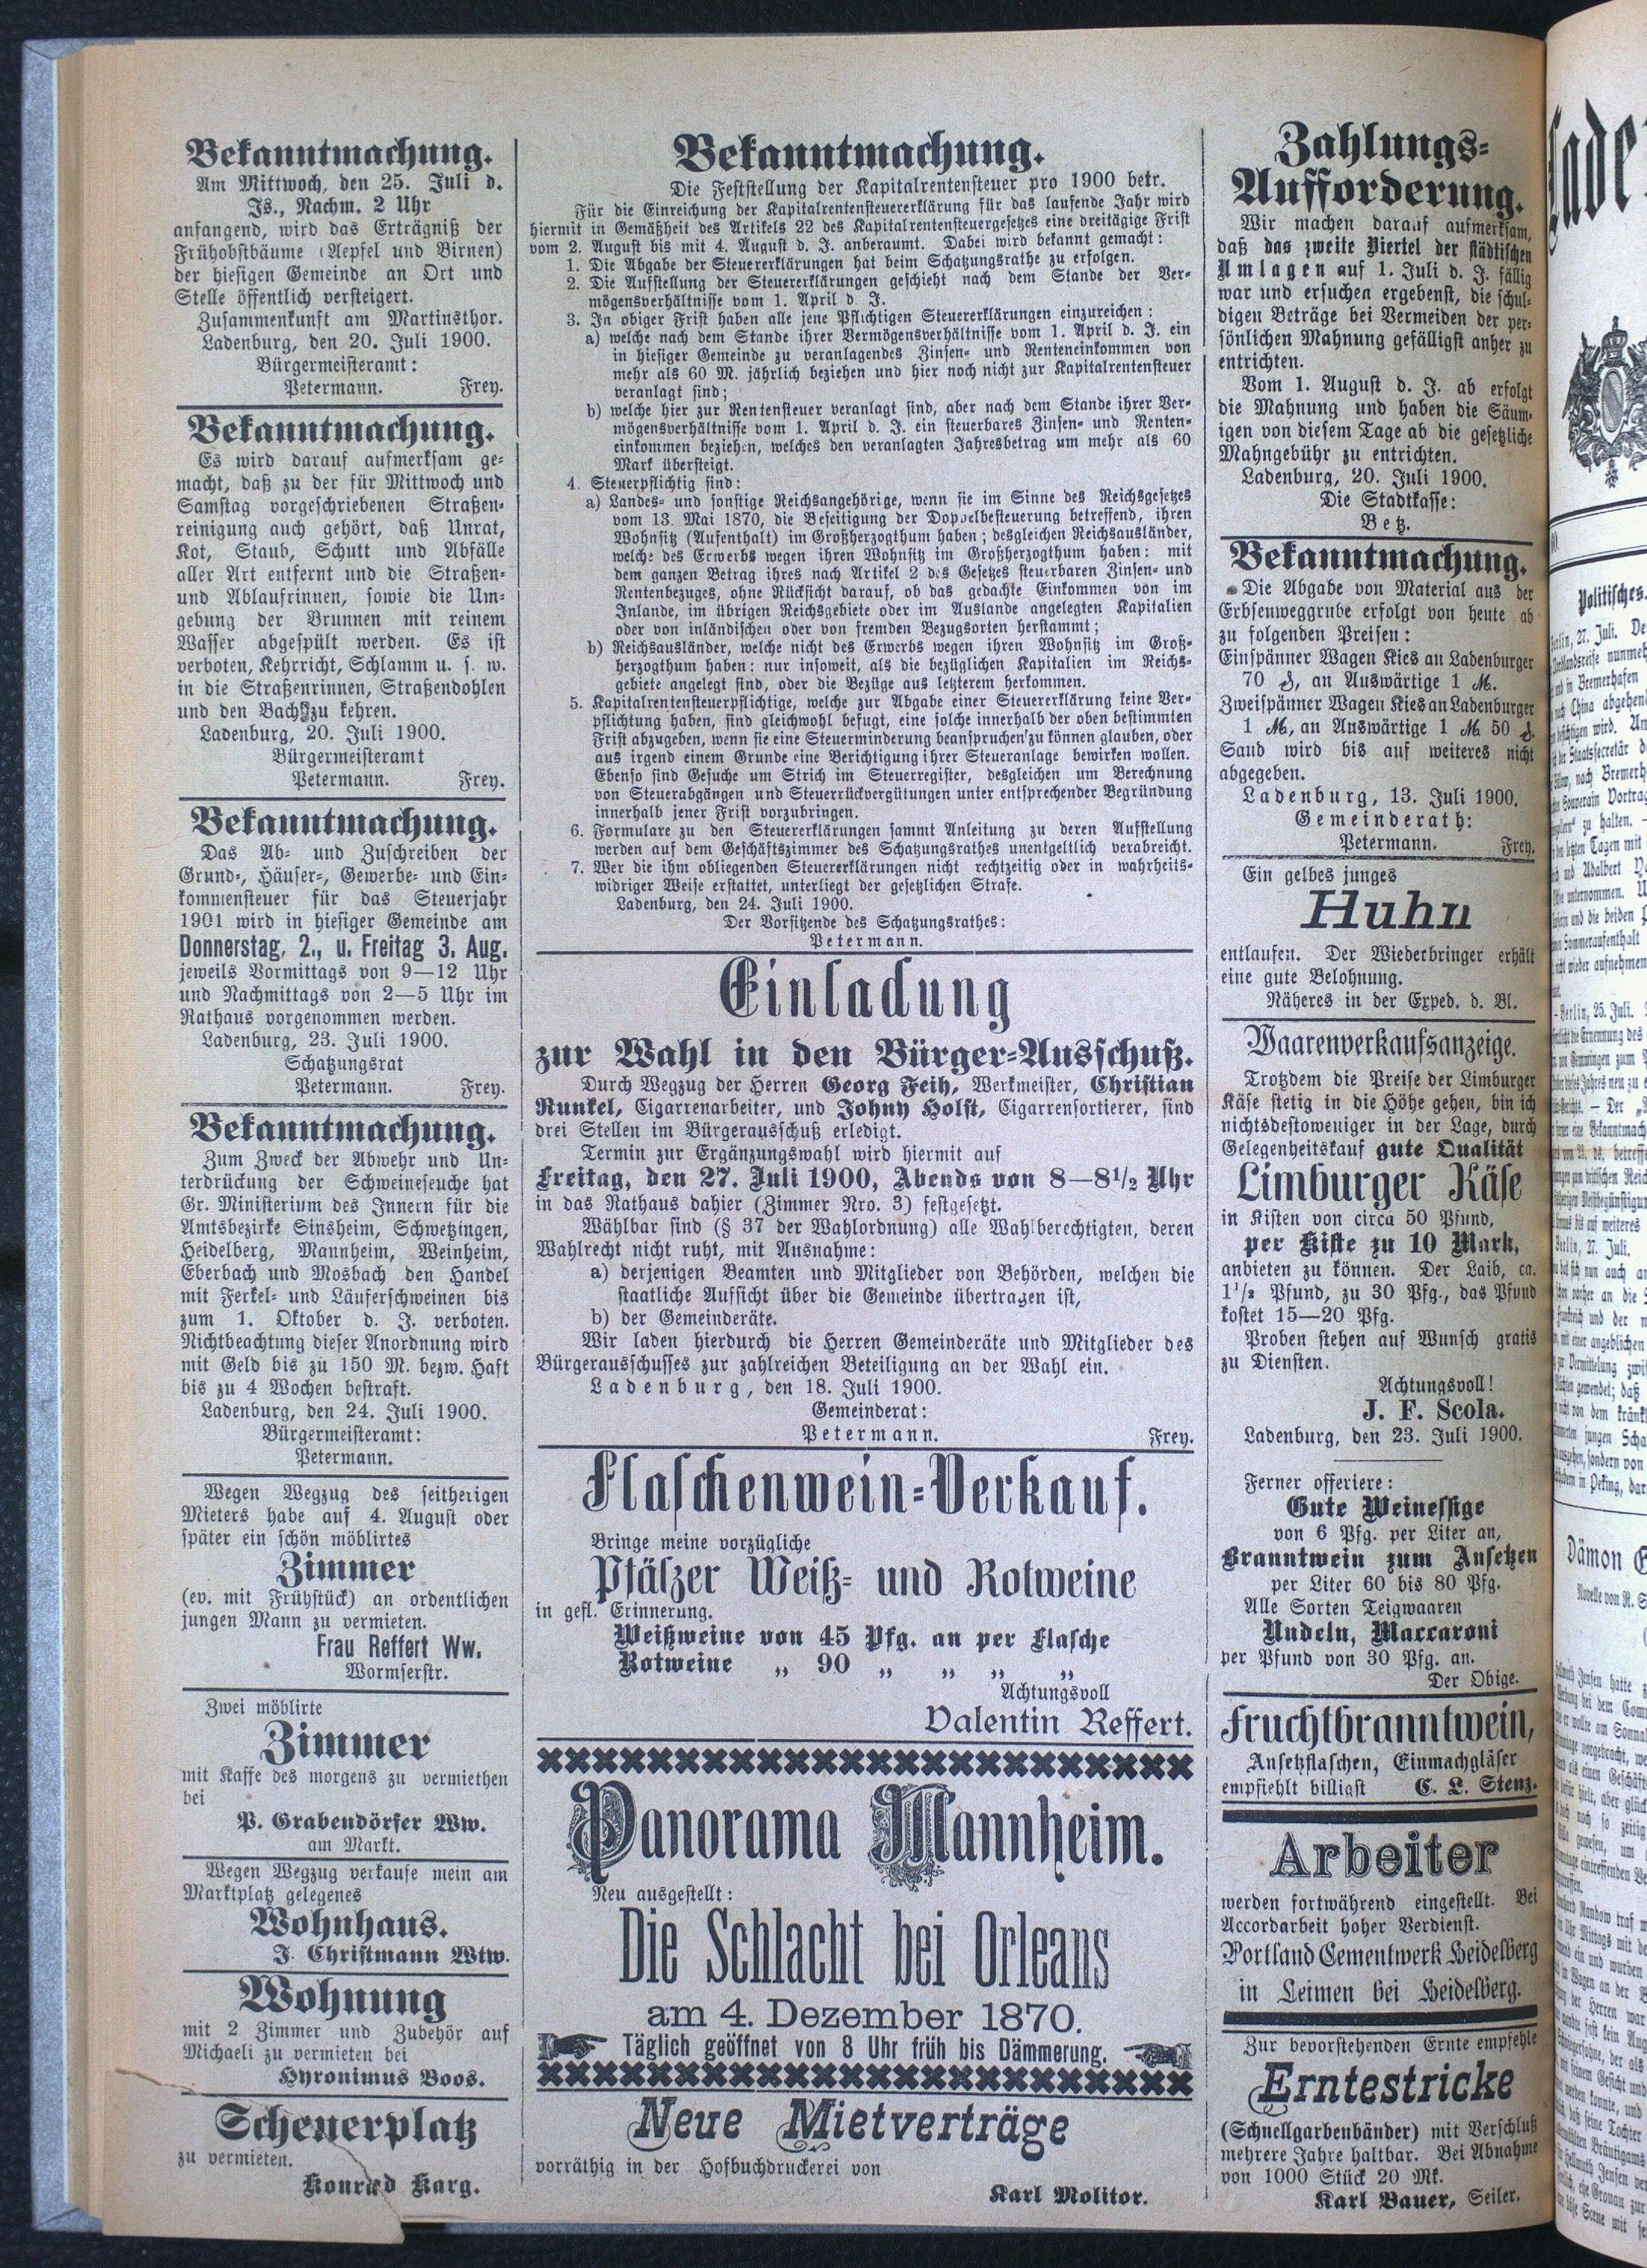 Bekanntmachung.
Am Mittwoch, den 25. Juli d.
Js., Nachm. 2 Uhr
anfangend, wird das Erträgniß der
Frühobstbäume (Aepfel und Birnen)
der hiesigen Gemeinde an Ort und
Stelle öffentlich versteigert.
Zusammenkunft am Martinsthor.
Ladenburg, den 20. Juli 1900.
Bürgermeisteramt:
Petermann. Frey.
Bekanntmachung.
Es wird darauf aufmerksam ge-
macht, daß zu der für Mittwoch und
Samstag vorgeschriebenen Straßen-
reinigung auch gehört, daß Unrat,
Kot, Staub, Schutt und Abfälle
aller Art entfernt und die Straßen-
und Ablaufrinnen, sowie die Um-
gebung der Brunnen mit reinem
Wasser abgespült werden. Es ist
verboten, Kehrricht, Schlamm u. s. w.
in die Straßenrinnen, Straßendohlen
und den Bach zu kehren.
Ladenburg, 20. Juli 1900.
Bürgermeisteramt
Petermann. Frey.
Bekanntmachung.
Das Ab- und Zuschreiben der
Grund-, Häuser-, Gewerbe- und Ein-
kommensteuer für das Steuerjahr
1901 wird in hiesiger Gemeinde am
Donnerstag, 2., u. Freitag 3. Aug.
jeweils Vormittags von 9—12 Uhr
und Nachmittags von 2—5 Uhr im
Rathaus vorgenommen werden.
Ladenburg, 23. Juli 1900.
Schatzungsrat
Petermann. Frey.
Bekanntmachung.
Zum Zweck der Abwehr und Un-
terdrückung der Schweineseuche hat
Gr. Ministerium des Innern für die
Amtsbezirke Sinsheim, Schwetzingen,
Heidelberg, Mannheim, Weinheim,
Eberbach und Mosbach den Handel
mit Ferkel- und Läuferschweinen bis
zum 1. Oktober d. J. verboten.
Nichtbeachtung dieser Anordnung wird
mit Geld bis zu 150 M. bezw. Haft
bis zu 4 Wochen bestraft.
Ladenburg, den 24. Juli 1900.
Bürgermeisteramt:
Petermann.
Wegen Wegzug des seitherigen
Mieters habe auf 4. August oder
später ein schön möblirtes
Zimmer
(ev. mit Frühstück) an ordentlichen
jungen Mann zu vermieten.
Frau Reffert Ww.
Wormserstr.
Zwei möblirte
Zimmer
mit Kaffe des morgens zu vermiethen
bei
P. Grabendörfer Ww.
am Markt.
Wegen Wegzug verkaufe mein am
Marktplatz gelegenes
Wohnhaus.
J. Christmann Wtw.
Wohnung
mit 2 Zimmer und Zubehör auf
Michaeli zu vermieten bei
Hyronimus Boos.
Scheuerplatz
zu vermieten.
Konrad Karg.
Bekanntmachung.
Die Feststellung der Kapitalrentensteuer pro 1900 betr.
Für die Einreichung der Kapitalrentensteuererklärung für das laufende Jahr wird
hiermit in Gemäßheit des Artikels 22 des Kapitalrentensteuergesetzes eine dreitägige Frist
vom 2. August bis mit 4. August d. J. anberaumt. Dabei wird bekannt gemacht:
1. Die Abgabe der Steuererklärungen hat beim Schatzungsrathe zu erfolgen.
2. Die Aufstellung der Steuererklärungen geschieht nach dem Stande der Ver-
mögensverhältnisse vom 1. April d. J.
3. In obiger Frist haben alle jene Pflichtigen Steuererklärungen einzureichen:
a) welche nach dem Stande ihrer Vermögensverhältnisse vom 1. April d. J. ein
in hiesiger Gemeinde zu veranlagendes Zinsen- und Renteneinkommen von
mehr als 60 M. jährlich beziehen und hier noch nicht zur Kapitalrentensteuer
veranlagt sind;
b) welche hier zur Rentensteuer veranlagt sind, aber nach dem Stande ihrer Ver-
mögensverhältnisse vom 1. April d. J. ein steuerbares Zinsen- und Renten-
einkommen beziehen, welches den veranlagten Jahresbetrag um mehr als 60
Mark übersteigt.
4. Steuerpflichtig sind:
a) Landes- und sonstige Reichsangehörige, wenn sie im Sinne des Reichsgesetzes
vom 13. Mai 1870, die Beseitigung der Doppelbesteuerung betreffend, ihren
Wohnsitz (Aufenthalt) im Großherzogthum haben; desgleichen Reichsausländer,
welche des Erwerbs wegen ihren Wohnsitz im Großherzogthum haben: mit
dem ganzen Betrag ihres nach Artikel 2 des Gesetzes steuerbaren Zinsen- und
Rentenbezuges, ohne Rücksicht darauf, ob das gedachte Einkommen von im
Inlande, im übrigen Reichsgebiete oder im Auslande angelegten Kapitalien
oder von inländischen oder von fremden Bezugsorten herstammt;
b) Reichsausländer, welche nicht des Erwerbs wegen ihren Wohnsitz im Groß-
herzogthum haben: nur insoweit, als die bezüglichen Kapitalien im Reichs-
gebiete angelegt sind, oder die Bezüge aus letzterem herkommen.
5. Kapitalrentensteuerpflichtige, welche zur Abgabe einer Steuererklärung keine Ver-
pflichtung haben, sind gleichwohl befugt, eine solche innerhalb der oben bestimmten
Frist abzugeben, wenn sie eine Steuerminderung beanspruchen zu können glauben, oder
aus irgend einem Grunde eine Berichtigung ihrer Steueranlage bewirken wollen.
Ebenso sind Gesuche um Strich im Steuerregister, desgleichen um Berechnung
von Steuerabgängen und Steuerrückvergütungen unter entsprechender Begründung
innerhalb jener Frist vorzubringen.
6. Formulare zu den Steuererklärungen sammt Anleitung zu deren Aufstellung
werden auf dem Geschäftszimmer des Schatzungsrathes unentgeltlich verabreicht.
7. Wer die ihm obliegenden Steuererklärungen nicht rechtzeitig oder in wahrheits-
widriger Weise erstattet, unterliegt der gesetzlichen Strafe.
Ladenburg, den 24. Juli 1900.
Der Vorsitzende des Schatzungsrathes:
Petermann.
Einladung
zur Wahl in den Bürger-Ausschuß.
Durch Wegzug der Herren Georg Feih, Werkmeister, Christian
Runkel, Cigarrenarbeiter, und Johny Holst, Cigarrensortierer, sind
drei Stellen im Bürgerausschuß erledigt.
Termin zur Ergänzungswahl wird hiermit auf
Freitag, den 27. Juli 1900, Abends von 8—8½ Uhr
in das Rathaus dahier (Zimmer Nro. 3) festgesetzt.
Wählbar sind (§ 37 der Wahlordnung) alle Wahlberechtigten, deren
Wahlrecht nicht ruht, mit Ausnahme:
a) derjenigen Beamten und Mitglieder von Behörden, welchen die
staatliche Aufsicht über die Gemeinde übertragen ist,
b) der Gemeinderäte.
Wir laden hierdurch die Herren Gemeinderäte und Mitglieder des
Bürgerausschusses zur zahlreichen Beteiligung an der Wahl ein.
Ladenburg, den 18. Juli 1900.
Gemeinderat:
Petermann. Frey.
Flaschenwein-Verkauf.
Bringe meine vorzügliche
Pfälzer Weiß- und Rotweine
in gefl. Erinnerung.
Weißweine von 45 Pfg. an per Flasche
Rotweine „ 90 „ „ „ „
Achtungsvoll
Valentin Reffert.
Panorama Mannheim.
Neu ausgestellt:
Die Schlacht bei Orleans
am 4. Dezember 1870.
Täglich geöffnet von 8 Uhr früh bis Dämmerung.
Neue Mietverträge
vorräthig in der Hofbuchdruckerei von
Karl Molitor.
Zahlungs-
Aufforderung.
Wir machen darauf aufmerksam,
daß das zweite Viertel der städtischen
Umlagen auf 1. Juli d. J. fällig
war und ersuchen ergebenst, die schul-
digen Beträge bei Vermeiden der per-
sönlichen Mahnung gefälligst anher zu
entrichten.
Vom 1. August d. J. ab erfolgt
die Mahnung und haben die Säum-
igen von diesem Tage ab die gesetzliche
Mahngebühr zu entrichten.
Ladenburg, 20. Juli 1900.
Die Stadtkasse:
Betz.
Bekanntmachung.
Die Abgabe von Material aus der
Erbsenweggrube erfolgt von heute ab
zu folgenden Preisen:
Einspänner Wagen Kies an Ladenburger
70 ₰, an Auswärtige 1 ℳ.
Zweispänner Wagen Kies an Ladenburger
1 ℳ, an Auswärtige 1 ℳ 50 ₰.
Sand wird bis auf weiteres nicht
abgegeben.
Ladenburg, 13. Juli 1900.
Gemeinderath:
Petermann. Frey.
Ein gelbes junges
Huhn
entlaufen. Der Wiederbringer erhält
eine gute Belohnung.
Näheres in der Exped. d. Bl.
Waarenverkaufsanzeige.
Trotzdem die Preise der Limburger
Käse stetig in die Höhe gehen, bin ich
nichtsdestoweniger in der Lage, durch
Gelegenheitskauf gute Qualität
Limburger Käse
in Kisten von circa 50 Pfund,
per Kiste zu 10 Mark,
anbieten zu können. Der Laib, ca.
1½ Pfund, zu 30 Pfg., das Pfund
kostet 15—20 Pfg.
Proben stehen auf Wunsch gratis
zu Diensten.
Achtungsvoll!
J. F. Scola.
Ladenburg, den 23. Juli 1900.
Ferner offeriere:
Gute Weinessige
von 6 Pfg. per Liter an,
Branntwein zum Ansetzen
per Liter 60 bis 80 Pfg.
Alle Sorten Teigwaaren
Nudeln, Maccaroni
per Pfund von 30 Pfg. an.
Der Obige.
Fruchtbranntwein,
Ansetzflaschen, Einmachgläser
empfiehlt billigst C. L. Stenz.
Arbeiter
werden fortwährend eingestellt. Bei
Accordarbeit hoher Verdienst.
Portland Cementwerk Heidelberg
in Leimen bei Heidelberg.
Zur bevorstehenden Ernte empfehle
Erntestricke
(Schnellgarbenbänder) mit Verschluß
mehrere Jahre haltbar. Bei Abnahme
von 1000 Stück 20 Mk.
Karl Bauer, Seiler.
Politisches.